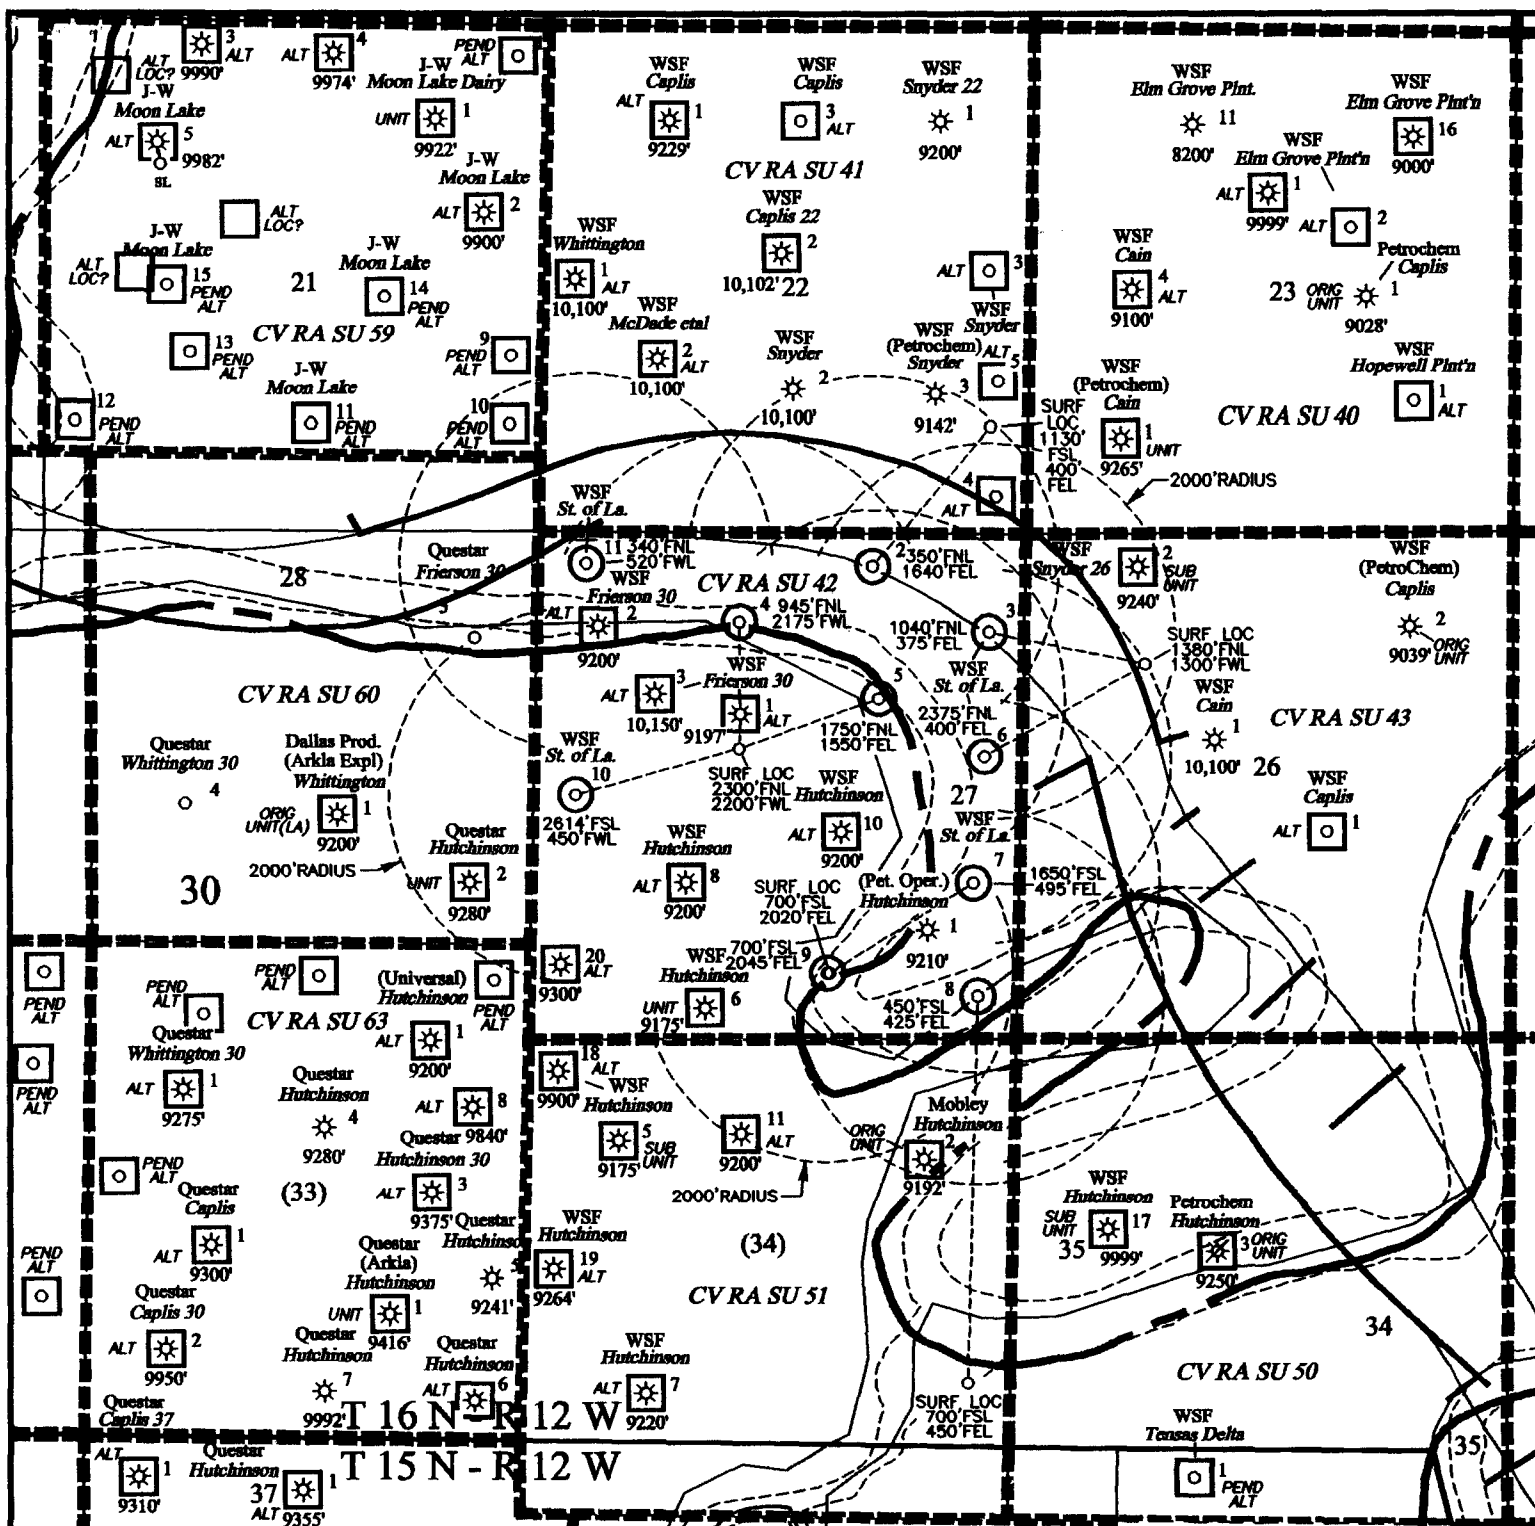 3
ALT
9990'
ALT
LOC?
ALT
4
9974'
PEND
ALT
J-W
Moon Lake Dairy
UNIT
1
9922'
J-W
Moon Lake
ALT
5
9982'
SL
J-W
Moon Lake
ALT
2
9900'
ALT
LOC?
J-W
Moon Lake
ALT
LOC?
15
PEND
ALT
21
J-W
Moon Lake
14
PEND
ALT
CV RA SU 59
13
PEND
ALT
9
PEND
ALT
J-W
Moon Lake
11
PEND
ALT
10
PEND
ALT
12
PEND
ALT
WSF
Caplis
ALT
1
9229'
WSF
Caplis
3
ALT
WSF
Snyder 22
1
9200'
CV RA SU 41
WSF
Caplis 22
2
10,102'
22
WSF
Whittington
1
ALT
10,100'
ALT
3
WSF
Snyder
WSF
McDade etal
2
ALT
10,100'
WSF
Snyder
2
10,100'
WSF
(Petrochem)
Snyder
3
9142'
ALT
5
SURF
LOC
1130'
FSL
400'
FEL
4
ALT
WSF
Elm Grove Plnt.
11
8200'
WSF
Elm Grove Plnt'n
16
9000'
WSF
Elm Grove Plnt'n
ALT
1
9999'
ALT
2
WSF
Cain
4
ALT
9100'
Petrochem
Caplis
23
ORIG
UNIT
1
9028'
WSF
Hopewell Plnt'n
1
ALT
WSF
(Petrochem)
Cain
1
UNIT
9265'
CV RA SU 40
2000'RADIUS
28
Questar
Frierson 30
3
WSF
St. of La.
11
340'FNL
520'FWL
WSF
Frierson 30
ALT
2
9200'
CV RA SU 42
4
945'FNL
2175'FWL
2
350'FNL
1640'FEL
3
1040'FNL
375'FEL
WSF
Snyder 26
2
SUB
UNIT
9240'
WSF
(PetroChem)
Caplis
2
9039'
ORIG
UNIT
SURF LOC
1380'FNL
1300'FWL
CV RA SU 60
ALT
3
10,150'
WSF
Frierson 30
1
ALT
9197'
5
1750'FNL
1550'FEL
WSF
St. of La.
2375'FNL
400'FEL
6
WSF
Cain
1
10,100'
CV RA SU 43
26
WSF
Caplis
ALT
1
Questar
Whittington 30
4
Dallas Prod.
(Arkla Expl)
Whittington
ORIG
UNIT(LA)
1
9200'
WSF
St. of La.
10
2614'FSL
450'FWL
SURF LOC
2300'FNL
2200'FWL
WSF
Hutchinson
ALT
10
9200'
27
WSF
St. of La.
7
1650'FSL
495'FEL
2000'RADIUS
30
Questar
Hutchinson
UNIT
2
9280'
WSF
Hutchinson
ALT
8
9200'
SURF LOC
700'FSL
2020'FEL
(Pet. Oper.)
Hutchinson
1
9210'
700'FSL
2045'FEL
9
8
450'FSL
425'FEL
20
ALT
9300'
WSF
Hutchinson
UNIT
6
9175'
PEND
ALT
PEND
ALT
PEND
ALT
(Universal)
Hutchinson
PEND
ALT
CV RA SU 63
ALT
1
9200'
Questar
Whittington 30
ALT
1
9275'
PEND
ALT
Questar
Hutchinson
4
9280'
ALT
8
9840'
18
ALT
9900'
WSF
Hutchinson
5
SUB
UNIT
9175'
11
ALT
9200'
2000'RADIUS
Mobley
Hutchinson
ORIG
UNIT
2
9192'
PEND
ALT
Questar
Hutchinson 30
ALT
3
9375'
(33)
Questar
Caplis
ALT
1
9300'
PEND
ALT
Questar
Hutchinson
5
9241'
Questar
(Arkla)
Hutchinson
UNIT
1
9416'
WSF
Hutchinson
19
ALT
9264'
(34)
CV RA SU 51
WSF
Hutchinson
SUB
UNIT
17
35
9999'
Petrochem
Hutchinson
3
ORIG
UNIT
9250'
34
CV RA SU 50
Questar
Caplis 30
ALT
2
9950'
Questar
Hutchinson
7
9992'
Questar
Hutchinson
ALT
6
WSF
Hutchinson
ALT
7
9220'
SURF LOC
700'FSL
450'FEL
Questar
Caplis 37
T 16 N - R 12 W
T 15 N - R 12 W
ALT
1
9310'
Questar
Hutchinson
37
1
ALT
9355'
WSF
Tensas Delta
1
PEND
ALT
35